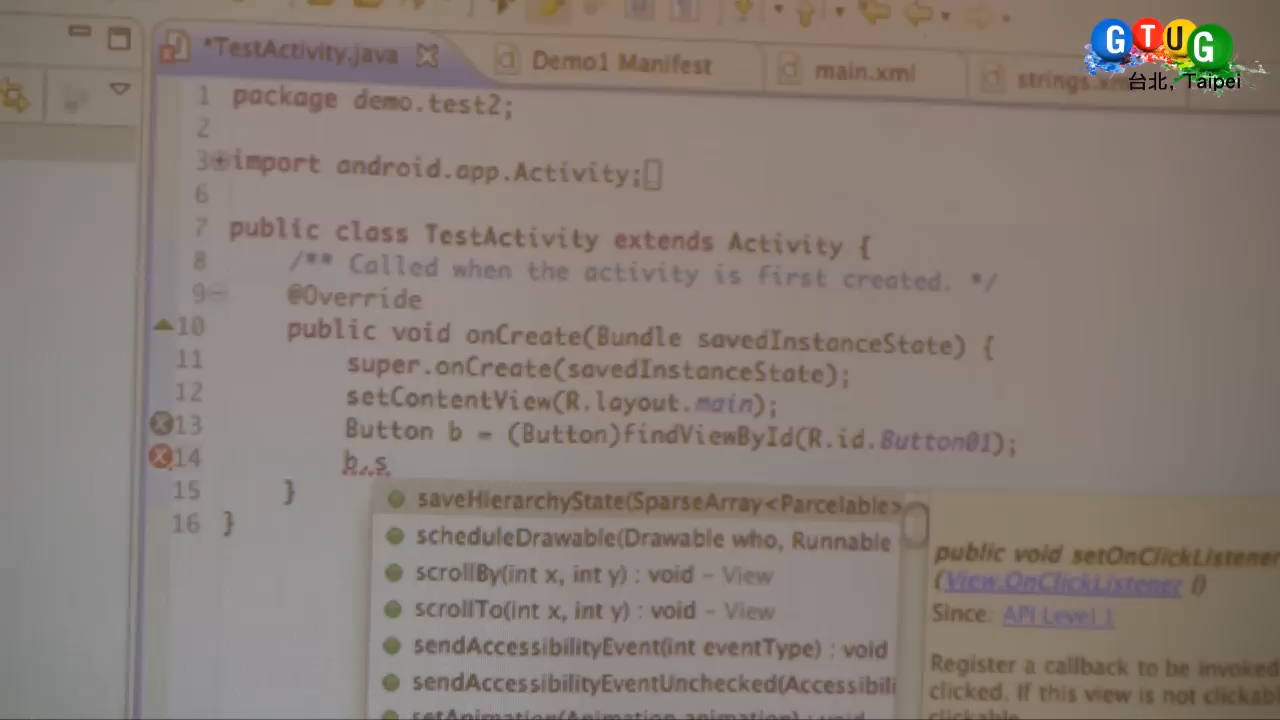 GTUG
台北, Taipei
*TestActivity.java
Demo1 Manifest
main.xml
1 package demo.test2;
2
3 import android.app.Activity;
6
7 public class TestActivity extends Activity {
8 /** Called when the activity is first created. */
9 @Override
10 public void onCreate(Bundle savedInstanceState) {
11 super.onCreate(savedInstanceState);
12 setContentView(R.layout.main);
13 Button b = (Button)findViewById(R.id.Button01);
14 b.s
15 }
16 }
saveHierarchyState(SparseArray<Parcelable>
scheduleDrawable(Drawable who, Runnable
scrollBy(int x, int y) : void - View
scrollTo(int x, int y) : void - View
sendAccessibilityEvent(int eventType) : void
sendAccessibilityEventUnchecked(Accessibili
setAnimation(Animation animation) : void
public void setOnClickListener
(View.OnClickListener l)
Since: API Level 1
Register a callback to be invoked
clicked. If this view is not clickab
clickable.